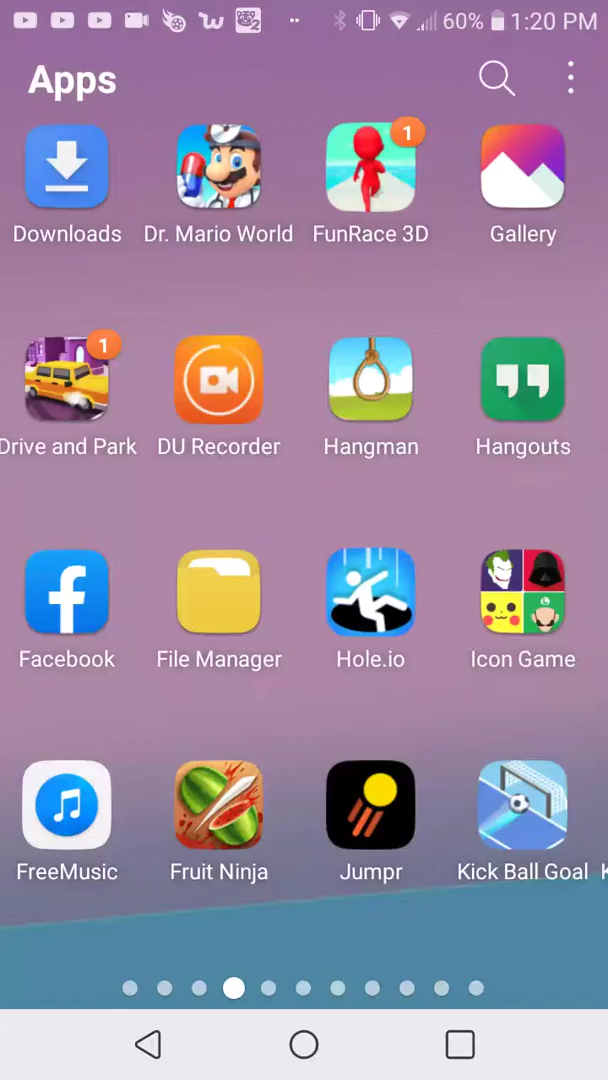 60% 1:20 PM
Apps
1
Downloads Dr. Mario World FunRace 3D Gallery
1
Drive and Park DU Recorder Hangman Hangouts
Facebook File Manager Hole.io Icon Game
FreeMusic Fruit Ninja Jumpr Kick Ball Goal